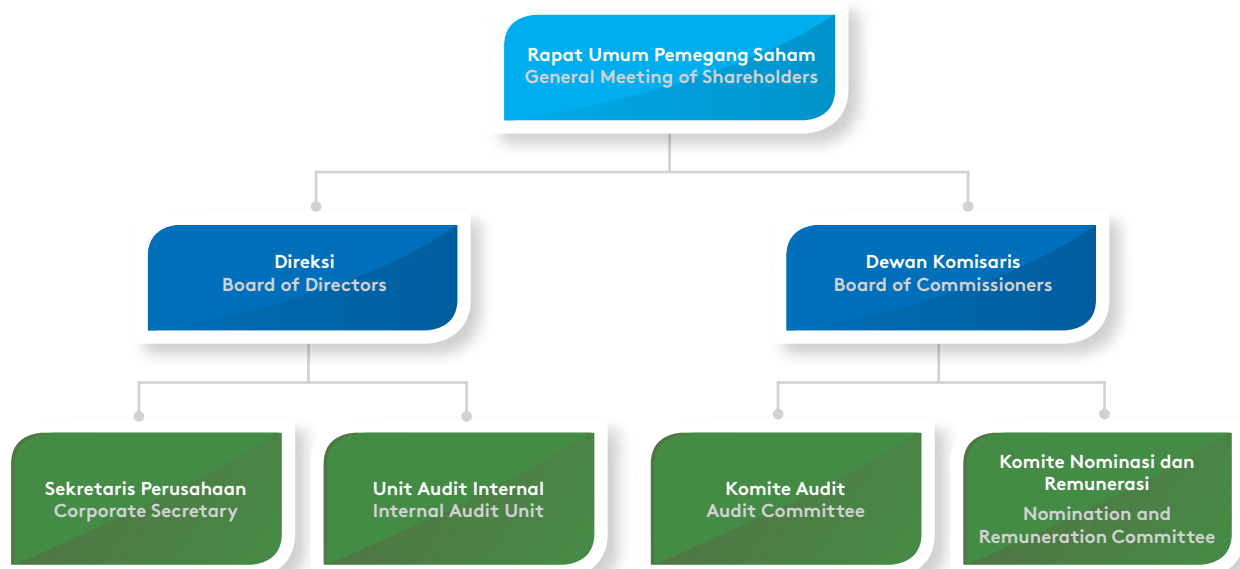 Rapat Umum Pemegang Saham
General Meeting of Shareholders
Direksi
Board of Directors
Dewan Komisaris
Board of Commissioners
Sekretaris Perusahaan
Corporate Secretary
Unit Audit Internal
Internal Audit Unit
Komite Audit
Audit Committee
Komite Nominasi dan
Remunerasi
Nomination and
Remuneration Committee